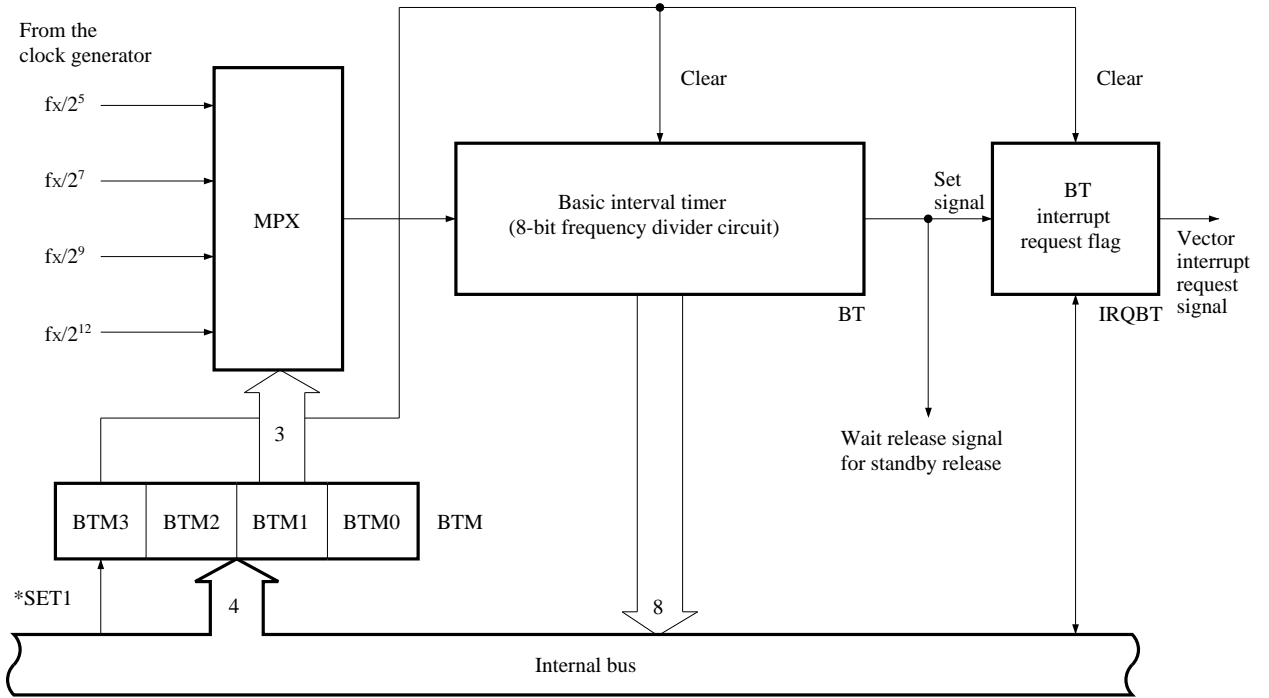 From the
clock generator
fx/2⁵
fx/2⁷
fx/2⁹
fx/2¹²
MPX
Clear
Clear
Basic interval timer
(8-bit frequency divider circuit)
BT
Set
signal
BT
interrupt
request flag
IRQBT
Vector
interrupt
request
signal
Wait release signal
for standby release
3
BTM3 BTM2 BTM1 BTM0 BTM
*SET1
4
8
Internal bus